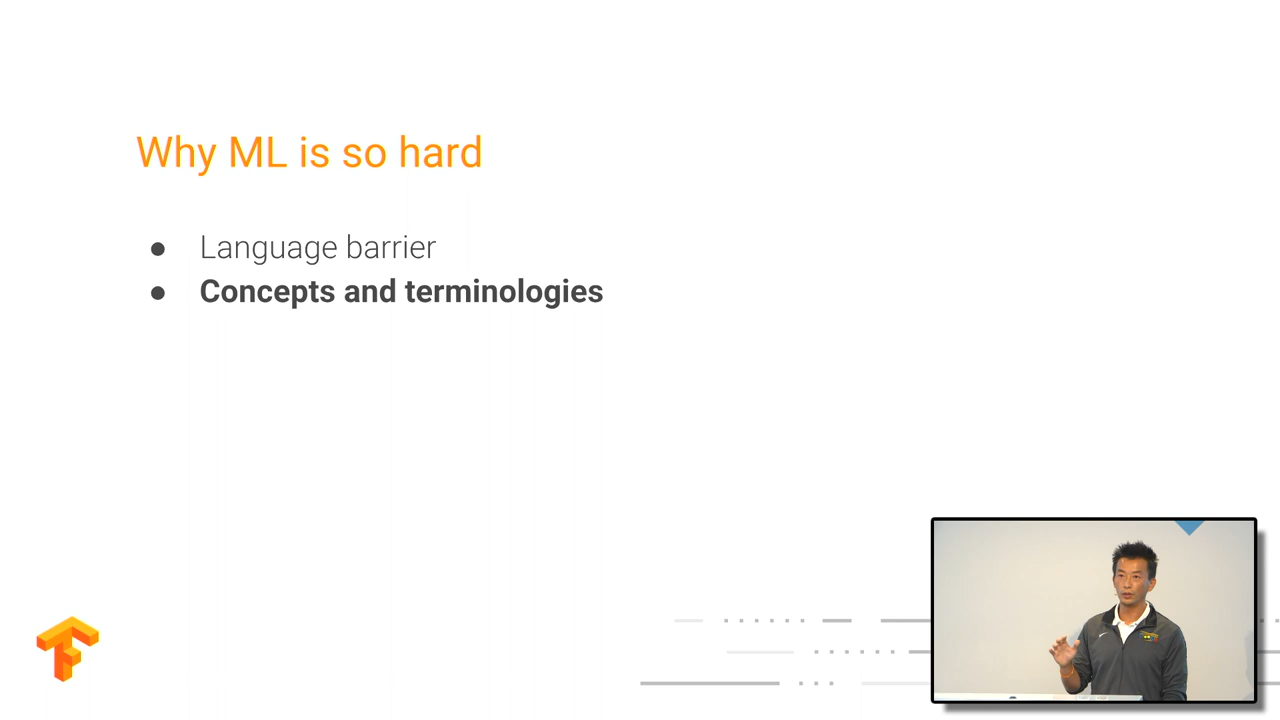 Why ML is so hard
● Language barrier
● Concepts and terminologies